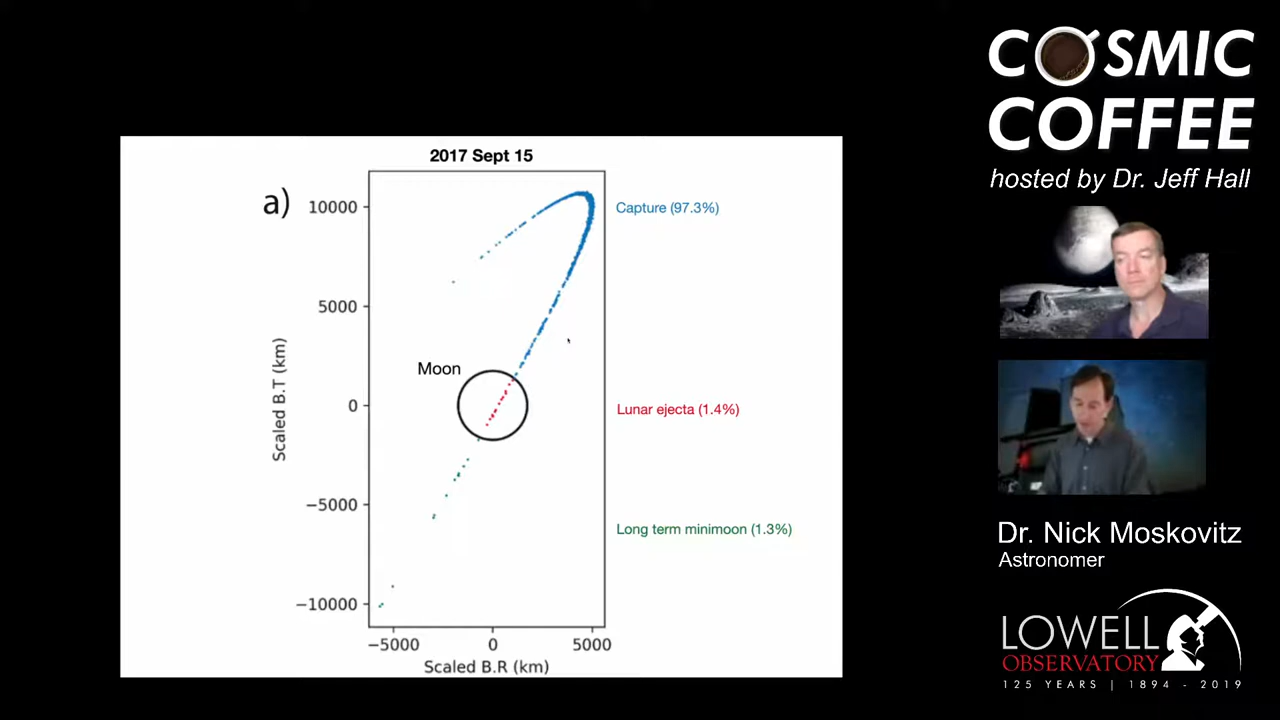 2017 Sept 15
a)
10000
5000
0
−5000
−10000
Scaled B.T (km)
−5000
0
5000
Scaled B.R (km)
Moon
Capture (97.3%)
Lunar ejecta (1.4%)
Long term minimoon (1.3%)
COSMIC
COFFEE
hosted by Dr. Jeff Hall
Dr. Nick Moskovitz
Astronomer
LOWELL
OBSERVATORY
125 YEARS | 1894 - 2019